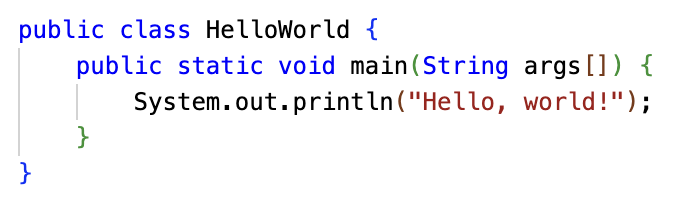 public class HelloWorld {
    public static void main(String args[]) {
        System.out.println("Hello, world!");
    }
}